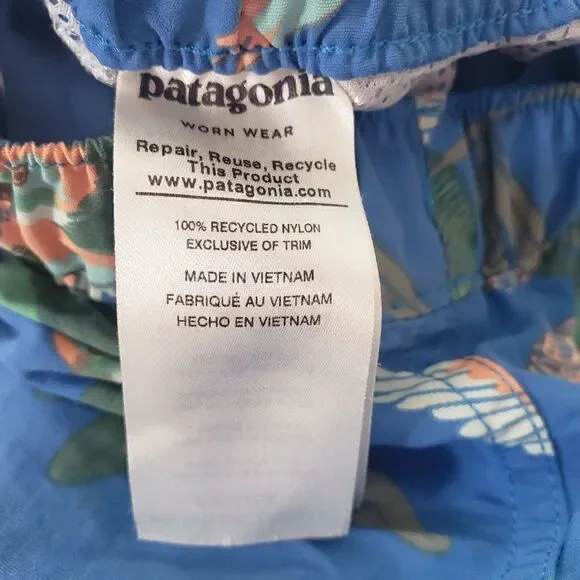 patagonia
WORN WEAR
Repair, Reuse, Recycle
This Product
www.patagonia.com
100% RECYCLED NYLON
EXCLUSIVE OF TRIM
MADE IN VIETNAM
FABRIQUÉ AU VIETNAM
HECHO EN VIETNAM